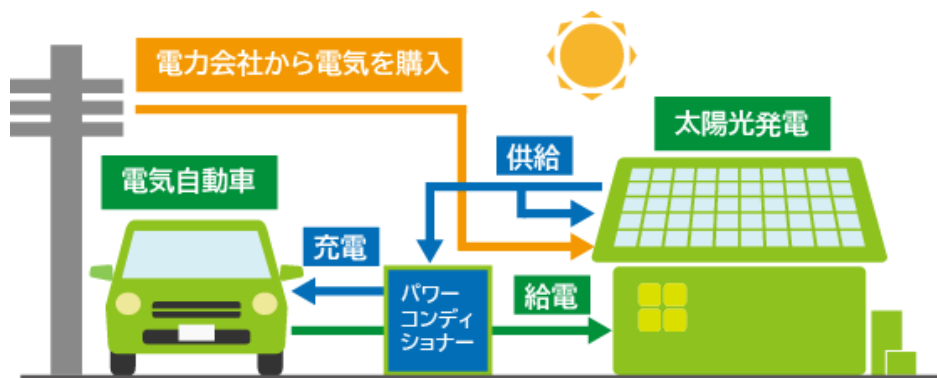 電力会社から電気を購入
太陽光発電
供給
電気自動車
充電
パワー
コンディ
ショナー
給電